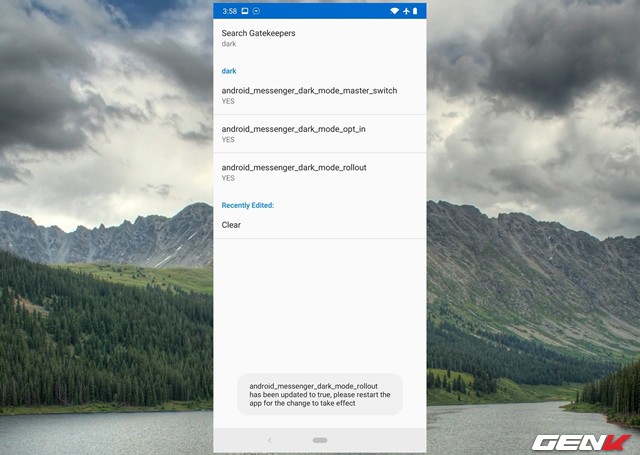 3:58
Search Gatekeepers
dark
dark
android_messenger_dark_mode_master_switch
YES
android_messenger_dark_mode_opt_in
YES
android_messenger_dark_mode_rollout
YES
Recently Edited:
Clear
android_messenger_dark_mode_rollout
has been updated to true, please restart the
app for the change to take effect
GENK